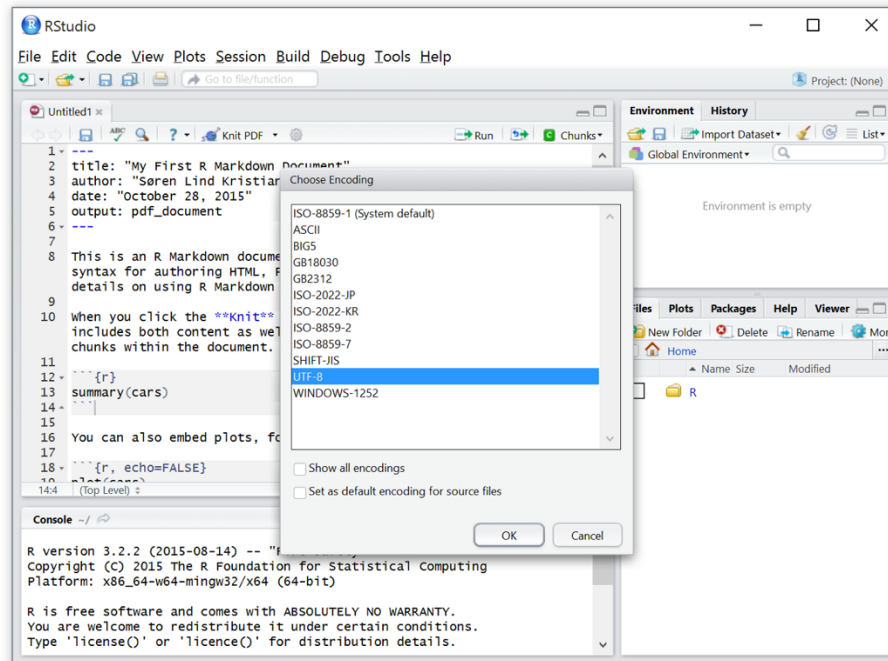 RStudio
File Edit Code View Plots Session Build Debug Tools Help
Go to file/function
Project: (None)
Untitled1
ABC
? Knit PDF
Run
Chunks
1 ---
2 title: "My First R Markdown Document"
3 author: "Søren Lind Kristian
4 date: "October 28, 2015"
5 output: pdf_document
6 ---
7
8 This is an R Markdown docume
syntax for authoring HTML,
details on using R Markdown
9
10 When you click the **Knit**
includes both content as wel
chunks within the document.
11
12 ```{r}
13 summary(cars)
14 ```
15
16 You can also embed plots, fo
17
18 ```{r, echo=FALSE}
19 plot(cars)
14:4 (Top Level)
Console ~/
R version 3.2.2 (2015-08-14) -- "
Copyright (C) 2015 The R Foundation for Statistical Computing
Platform: x86_64-w64-mingw32/x64 (64-bit)
R is free software and comes with ABSOLUTELY NO WARRANTY.
You are welcome to redistribute it under certain conditions.
Type 'license()' or 'licence()' for distribution details.
Choose Encoding
ISO-8859-1 (System default)
ASCII
BIG5
GB18030
GB2312
ISO-2022-JP
ISO-2022-KR
ISO-8859-2
ISO-8859-7
SHIFT-JIS
UTF-8
WINDOWS-1252
Show all encodings
Set as default encoding for source files
OK Cancel
Environment History
Import Dataset List
Global Environment
Environment is empty
Files Plots Packages Help Viewer
New Folder Delete Rename Mor
Home
Name Size Modified
R